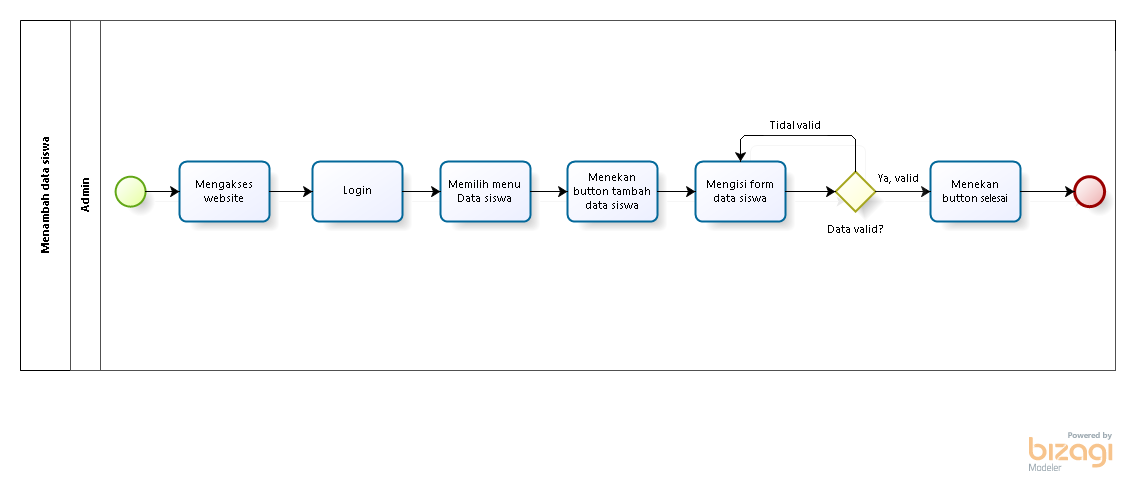 Menambah data siswa
Admin
Mengakses
website
Login
Memilih menu
Data siswa
Menekan
button tambah
data siswa
Mengisi form
data siswa
Tidal valid
Data valid?
Ya, valid
Menekan
button selesai
Powered by
bizagi
Modeler